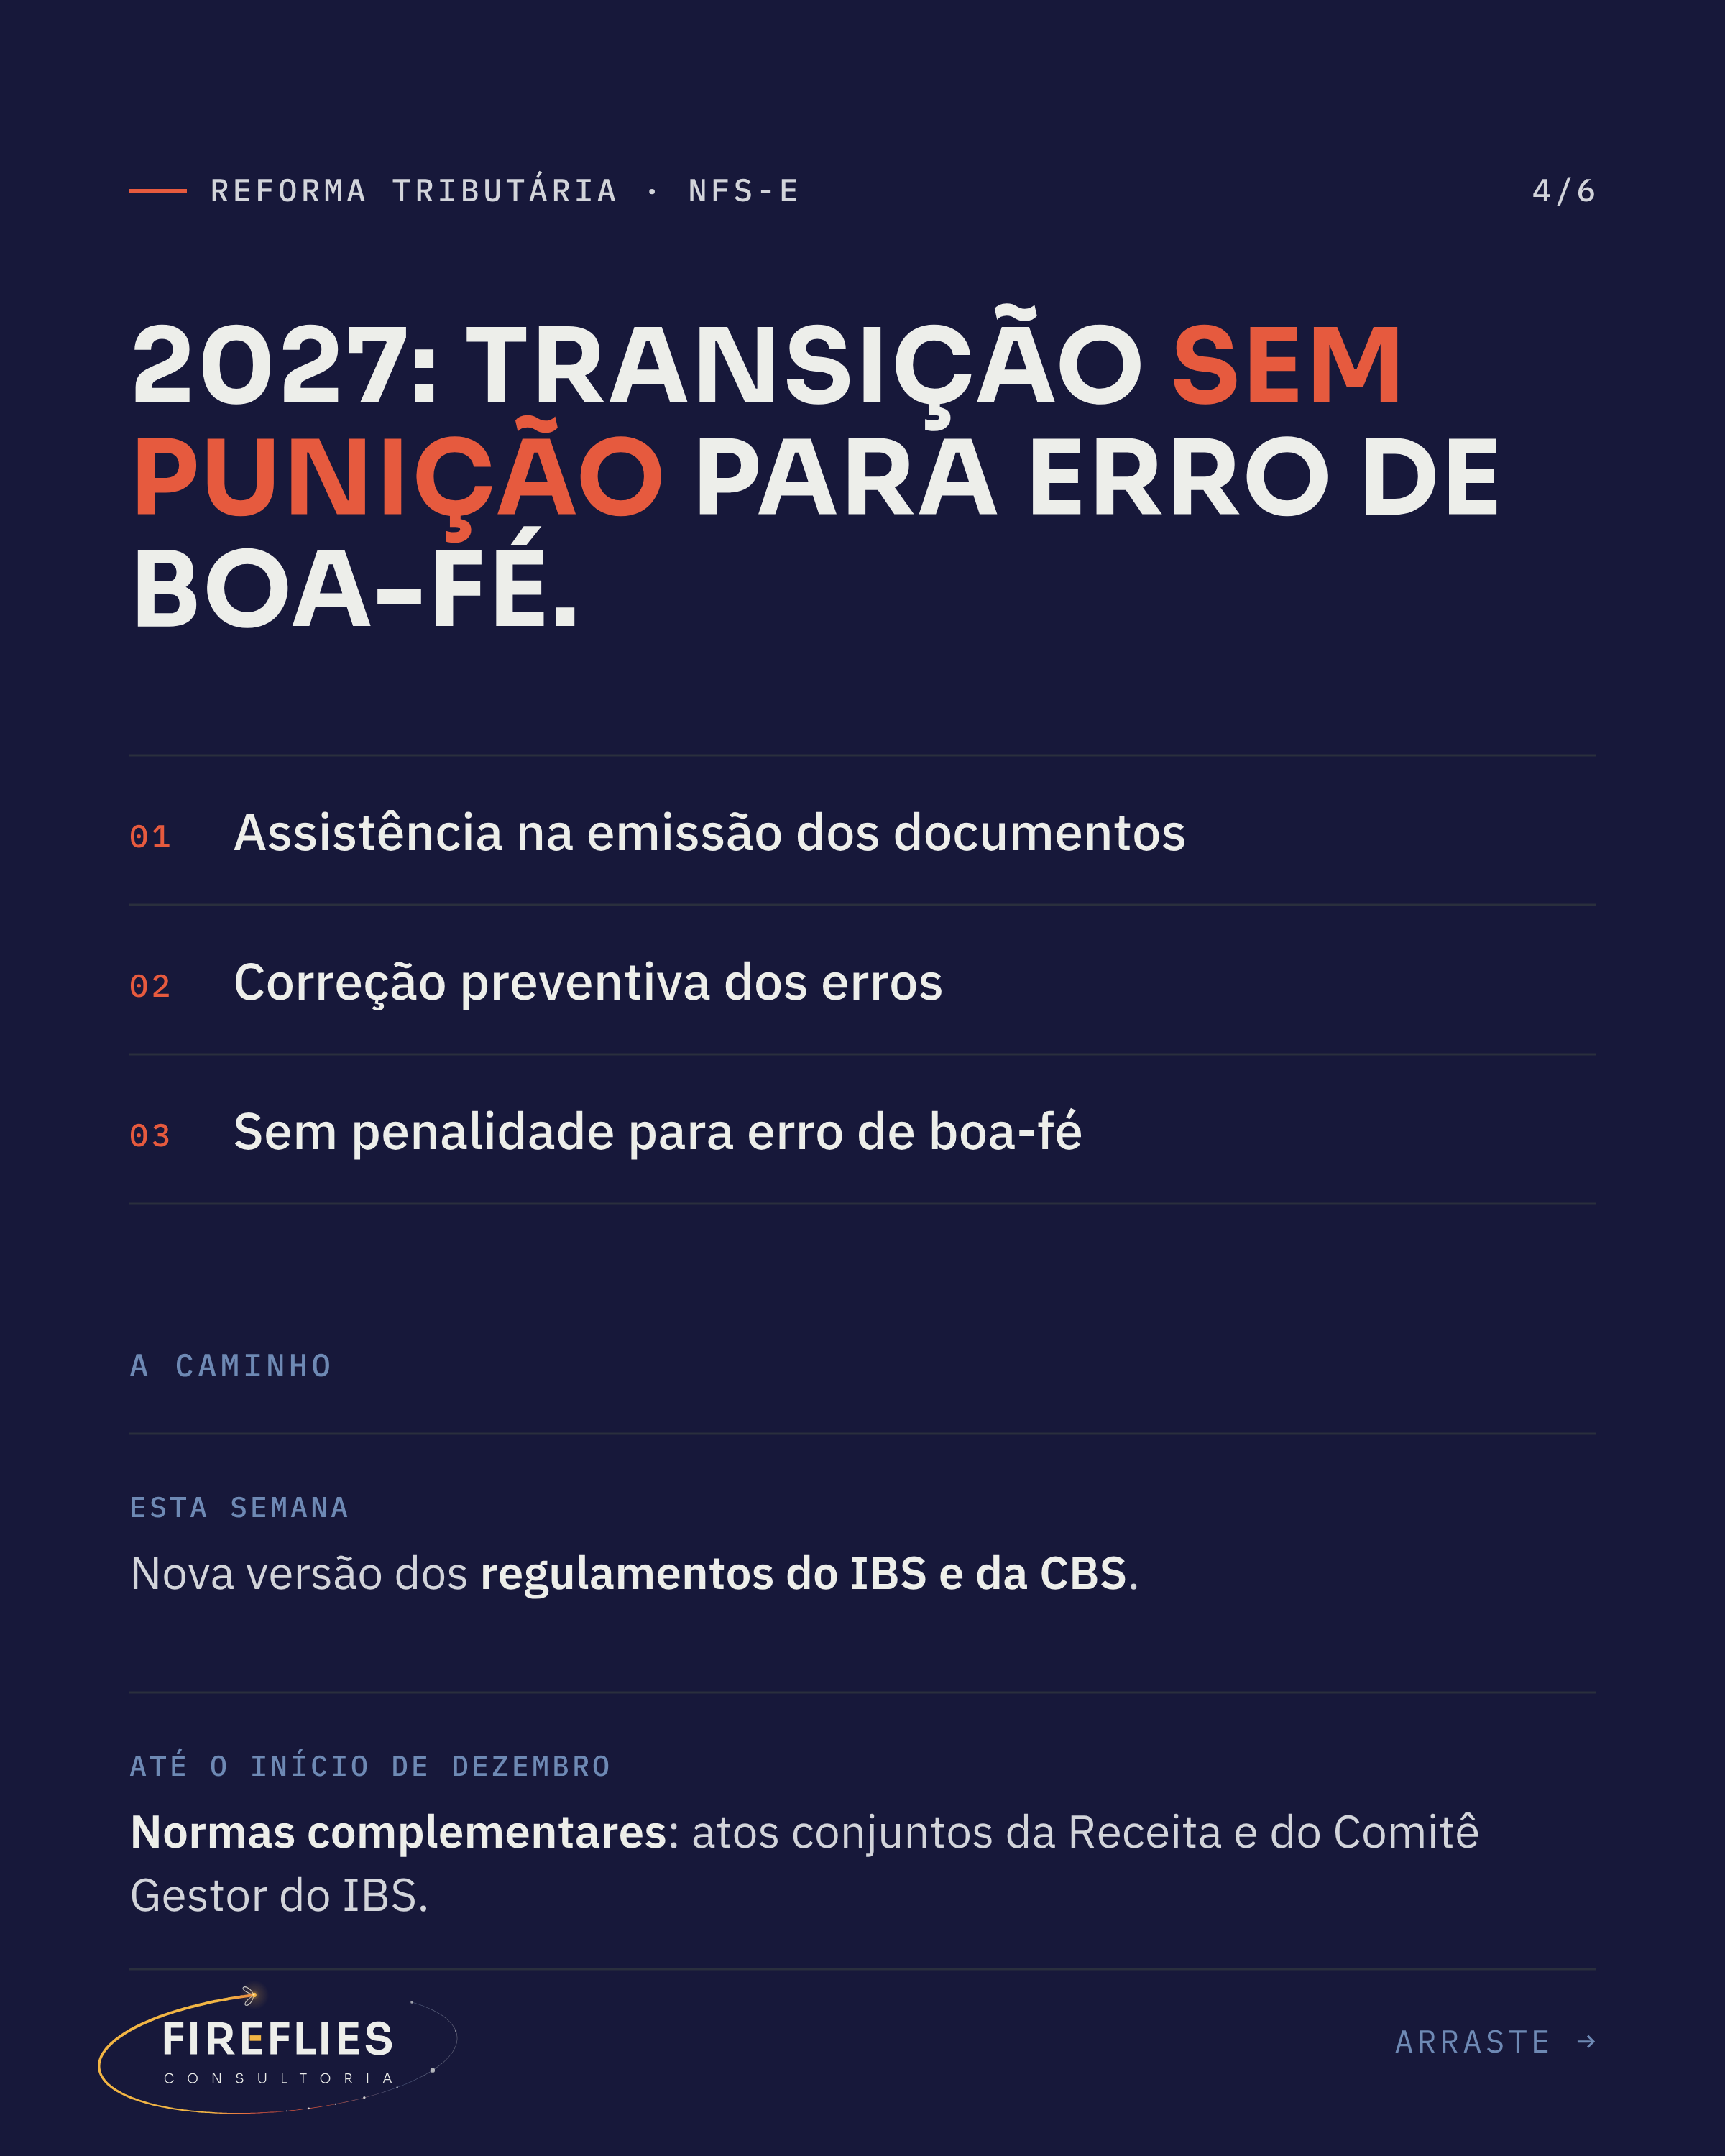 REFORMA TRIBUTÁRIA · NFS-E
4/6
2027: TRANSIÇÃO SEM
PUNIÇÃO PARA ERRO DE
BOA-FÉ.
01 Assistência na emissão dos documentos
02 Correção preventiva dos erros
03 Sem penalidade para erro de boa-fé
A CAMINHO
ESTA SEMANA
Nova versão dos regulamentos do IBS e da CBS.
ATÉ O INÍCIO DE DEZEMBRO
Normas complementares: atos conjuntos da Receita e do Comitê
Gestor do IBS.
FIREFLIES
CONSULTORIA
ARRASTE →